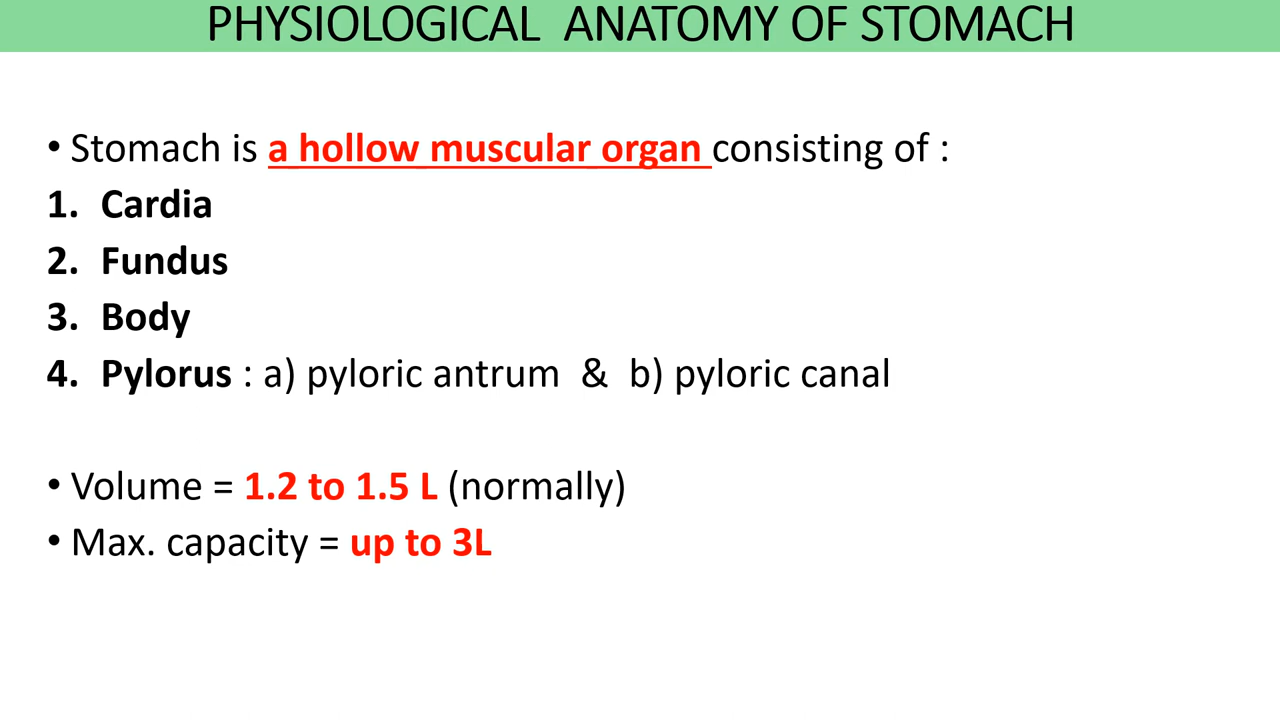 PHYSIOLOGICAL ANATOMY OF STOMACH
• Stomach is a hollow muscular organ consisting of :
1. Cardia
2. Fundus
3. Body
4. Pylorus : a) pyloric antrum & b) pyloric canal
• Volume = 1.2 to 1.5 L (normally)
• Max. capacity = up to 3L